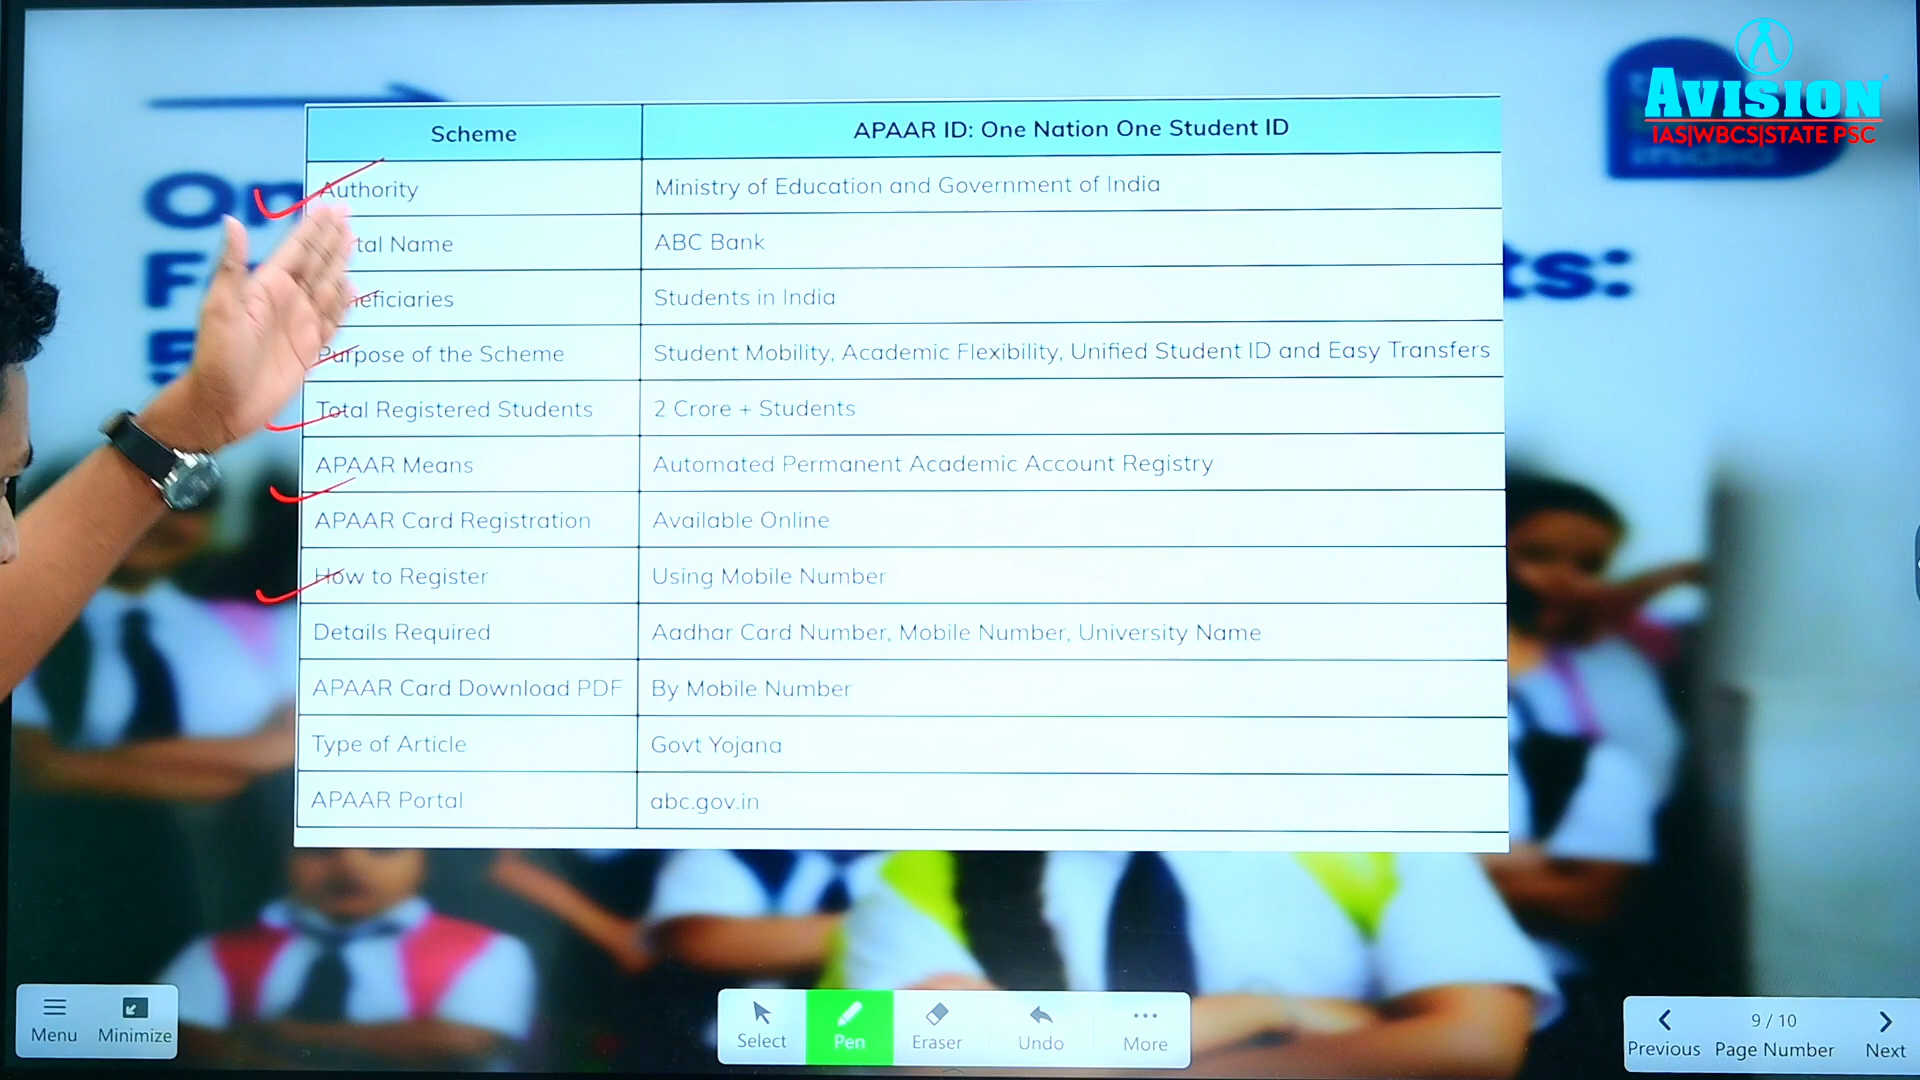 AVISION
IAS|WBCS|STATE PSC
Scheme APAAR ID: One Nation One Student ID
Authority Ministry of Education and Government of India
Name ABC Bank
Students in India
Purpose of the Scheme Student Mobility, Academic Flexibility, Unified Student ID and Easy Transfers
Total Registered Students 2 Crore + Students
APAAR Means Automated Permanent Academic Account Registry
APAAR Card Registration Available Online
How to Register Using Mobile Number
Details Required Aadhar Card Number, Mobile Number, University Name
APAAR Card Download PDF By Mobile Number
Type of Article Govt Yojana
APAAR Portal abc.gov.in
Menu Minimize
Select Pen Eraser Undo More
9 / 10
Previous Page Number Next